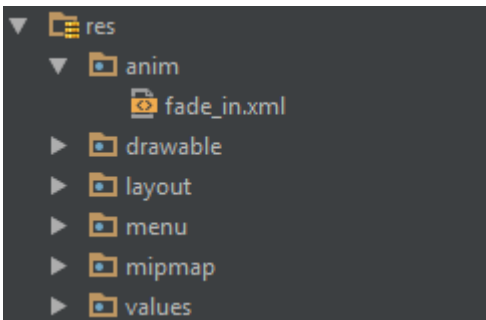 res
anim
fade_in.xml
drawable
layout
menu
mipmap
values